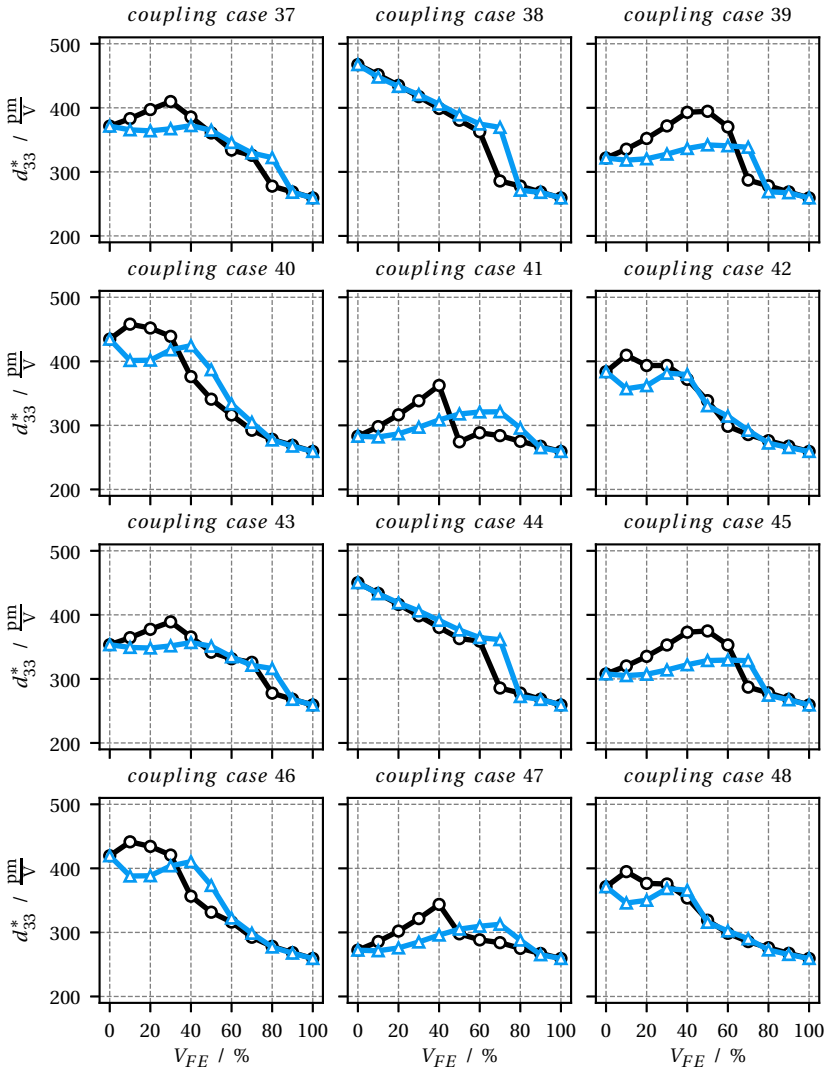 coupling case 37 coupling case 38 coupling case 39
500
400
300
200
d*33 / pm/V
coupling case 40 coupling case 41 coupling case 42
500
400
300
200
d*33 / pm/V
coupling case 43 coupling case 44 coupling case 45
500
400
300
200
d*33 / pm/V
coupling case 46 coupling case 47 coupling case 48
500
400
300
200
d*33 / pm/V
0 20 40 60 80 100 0 20 40 60 80 100 0 20 40 60 80 100
VFE / % VFE / % VFE / %